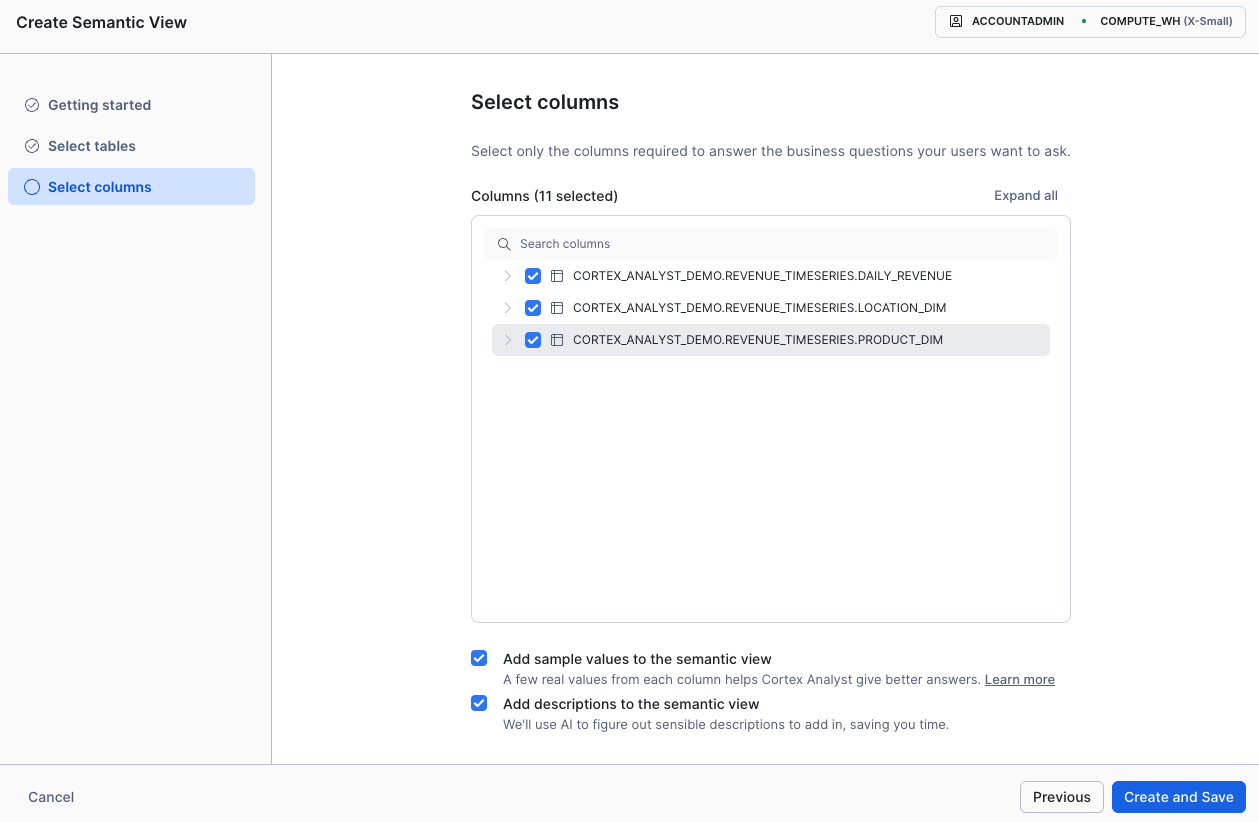 Create Semantic View
ACCOUNTADMIN • COMPUTE_WH (X-Small)
Getting started
Select tables
Select columns
Select columns
Select only the columns required to answer the business questions your users want to ask.
Columns (11 selected) Expand all
Search columns
CORTEX_ANALYST_DEMO.REVENUE_TIMESERIES.DAILY_REVENUE
CORTEX_ANALYST_DEMO.REVENUE_TIMESERIES.LOCATION_DIM
CORTEX_ANALYST_DEMO.REVENUE_TIMESERIES.PRODUCT_DIM
Add sample values to the semantic view
A few real values from each column helps Cortex Analyst give better answers. Learn more
Add descriptions to the semantic view
We'll use AI to figure out sensible descriptions to add in, saving you time.
Cancel Previous Create and Save